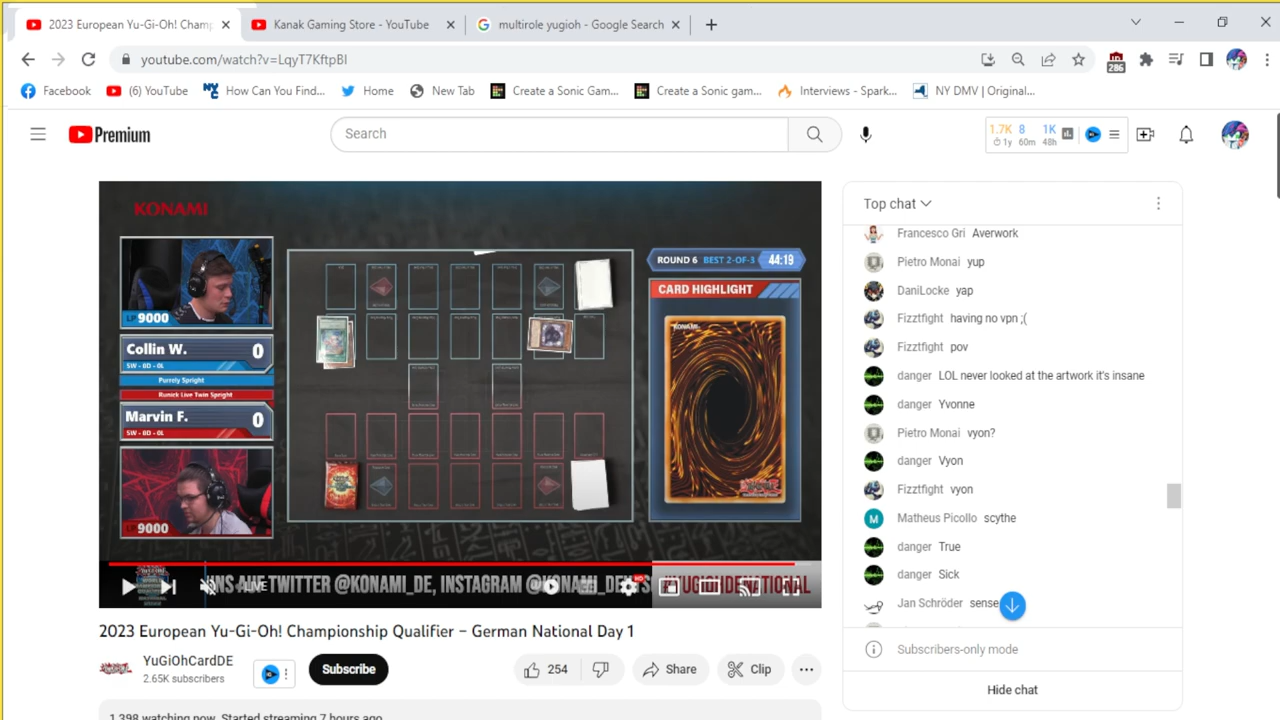 2023 European Yu-Gi-Oh! Champ
Kanak Gaming Store - YouTube
multirole yugioh - Google Search
youtube.com/watch?v=LqyT7KftpBI
286
Facebook
(6) YouTube
How Can You Find...
Home
New Tab
Create a Sonic Gam...
Create a Sonic gam...
Interviews - Spark...
NY DMV | Original...
Premium
Search
1.7K 8 1K
1y 60m 48h
KONAMI
LP 9000
Collin W. 0
SW - 0D - 0L
Purrely Spright
Runick Live Twin Spright
Marvin F. 0
SW - 0D - 0L
LP 9000
ROUND 6 BEST 2-OF-3 44:19
CARD HIGHLIGHT
KONAMI
LIVE
TWITTER @KONAMI_DE, INSTAGRAM
HD
2023 European Yu-Gi-Oh! Championship Qualifier – German National Day 1
YuGiOhCardDE
2.65K subscribers
Subscribe
254
Share
Clip
1,398 watching now Started streaming 7 hours ago
Top chat
Francesco Gri Averwork
Pietro Monai yup
DaniLocke yap
Fizztfight having no vpn ;(
Fizztfight pov
danger LOL never looked at the artwork it's insane
danger Yvonne
Pietro Monai vyon?
danger Vyon
Fizztfight vyon
M
Matheus Picollo scythe
danger True
danger Sick
Jan Schröder sense
Subscribers-only mode
Hide chat